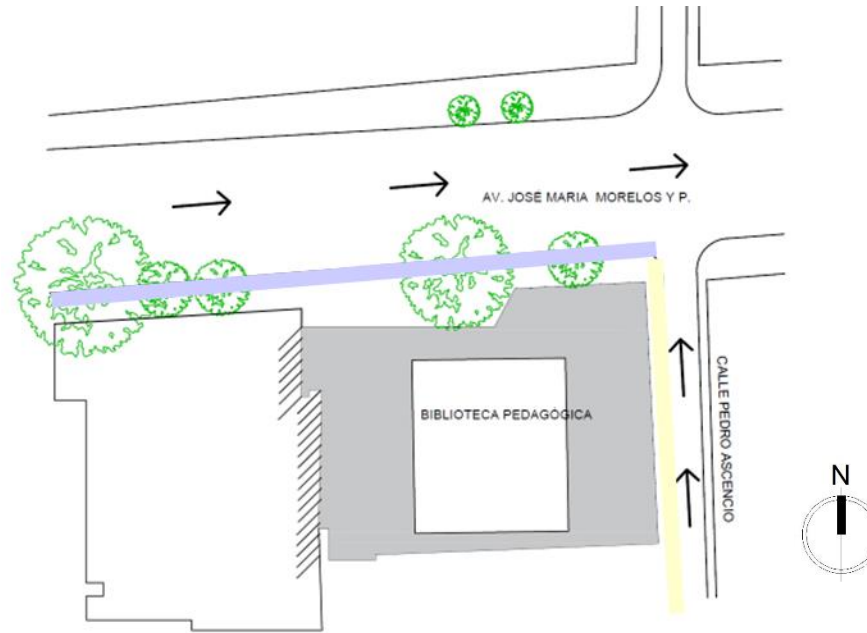 AV. JOSÉ MARIA MORELOS Y P.
BIBLIOTECA PEDAGÓGICA
CALLE PEDRO ASCENCIO
N